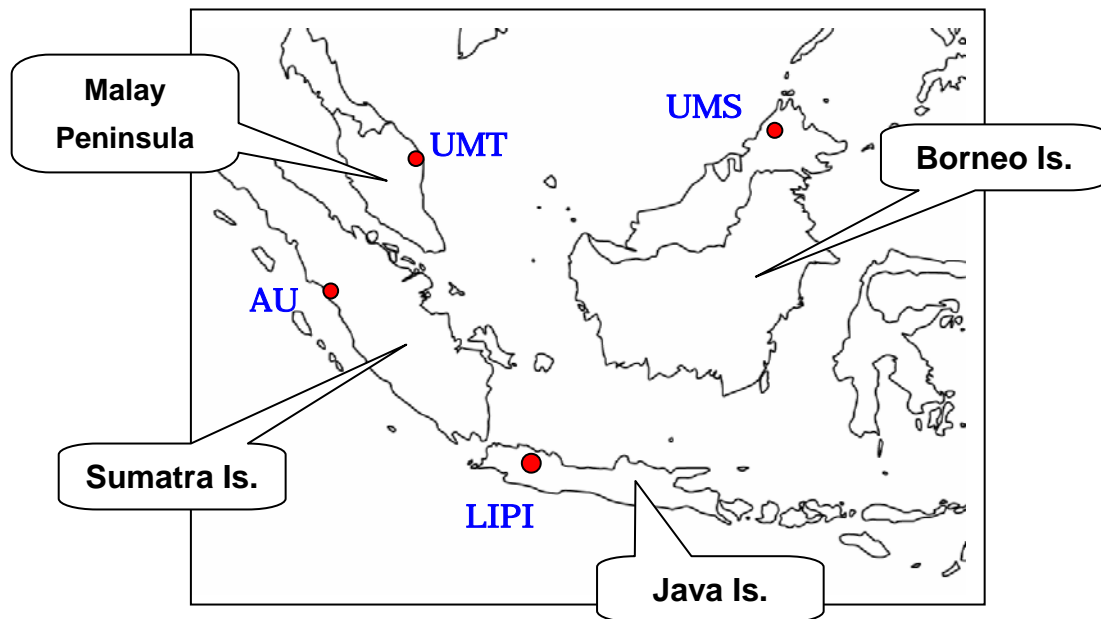 Malay
Peninsula
UMT
UMS
Borneo Is.
AU
Sumatra Is.
LIPI
Java Is.